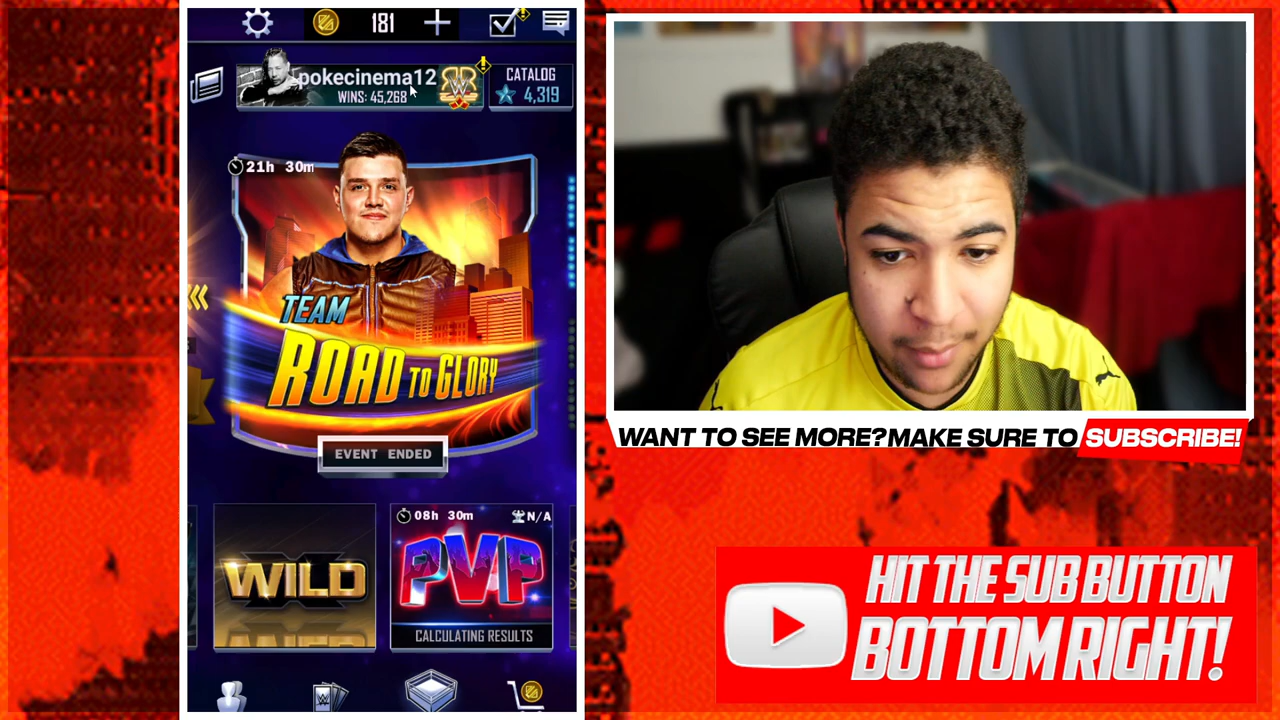 181
pokecinema12
WINS: 45,268
CATALOG
4,319
21h 30m
TEAM
ROAD TO GLORY
EVENT ENDED
WILD
08h 30m
N/A
PVP
CALCULATING RESULTS
WANT TO SEE MORE? MAKE SURE TO SUBSCRIBE!
HIT THE SUB BUTTON
BOTTOM RIGHT!